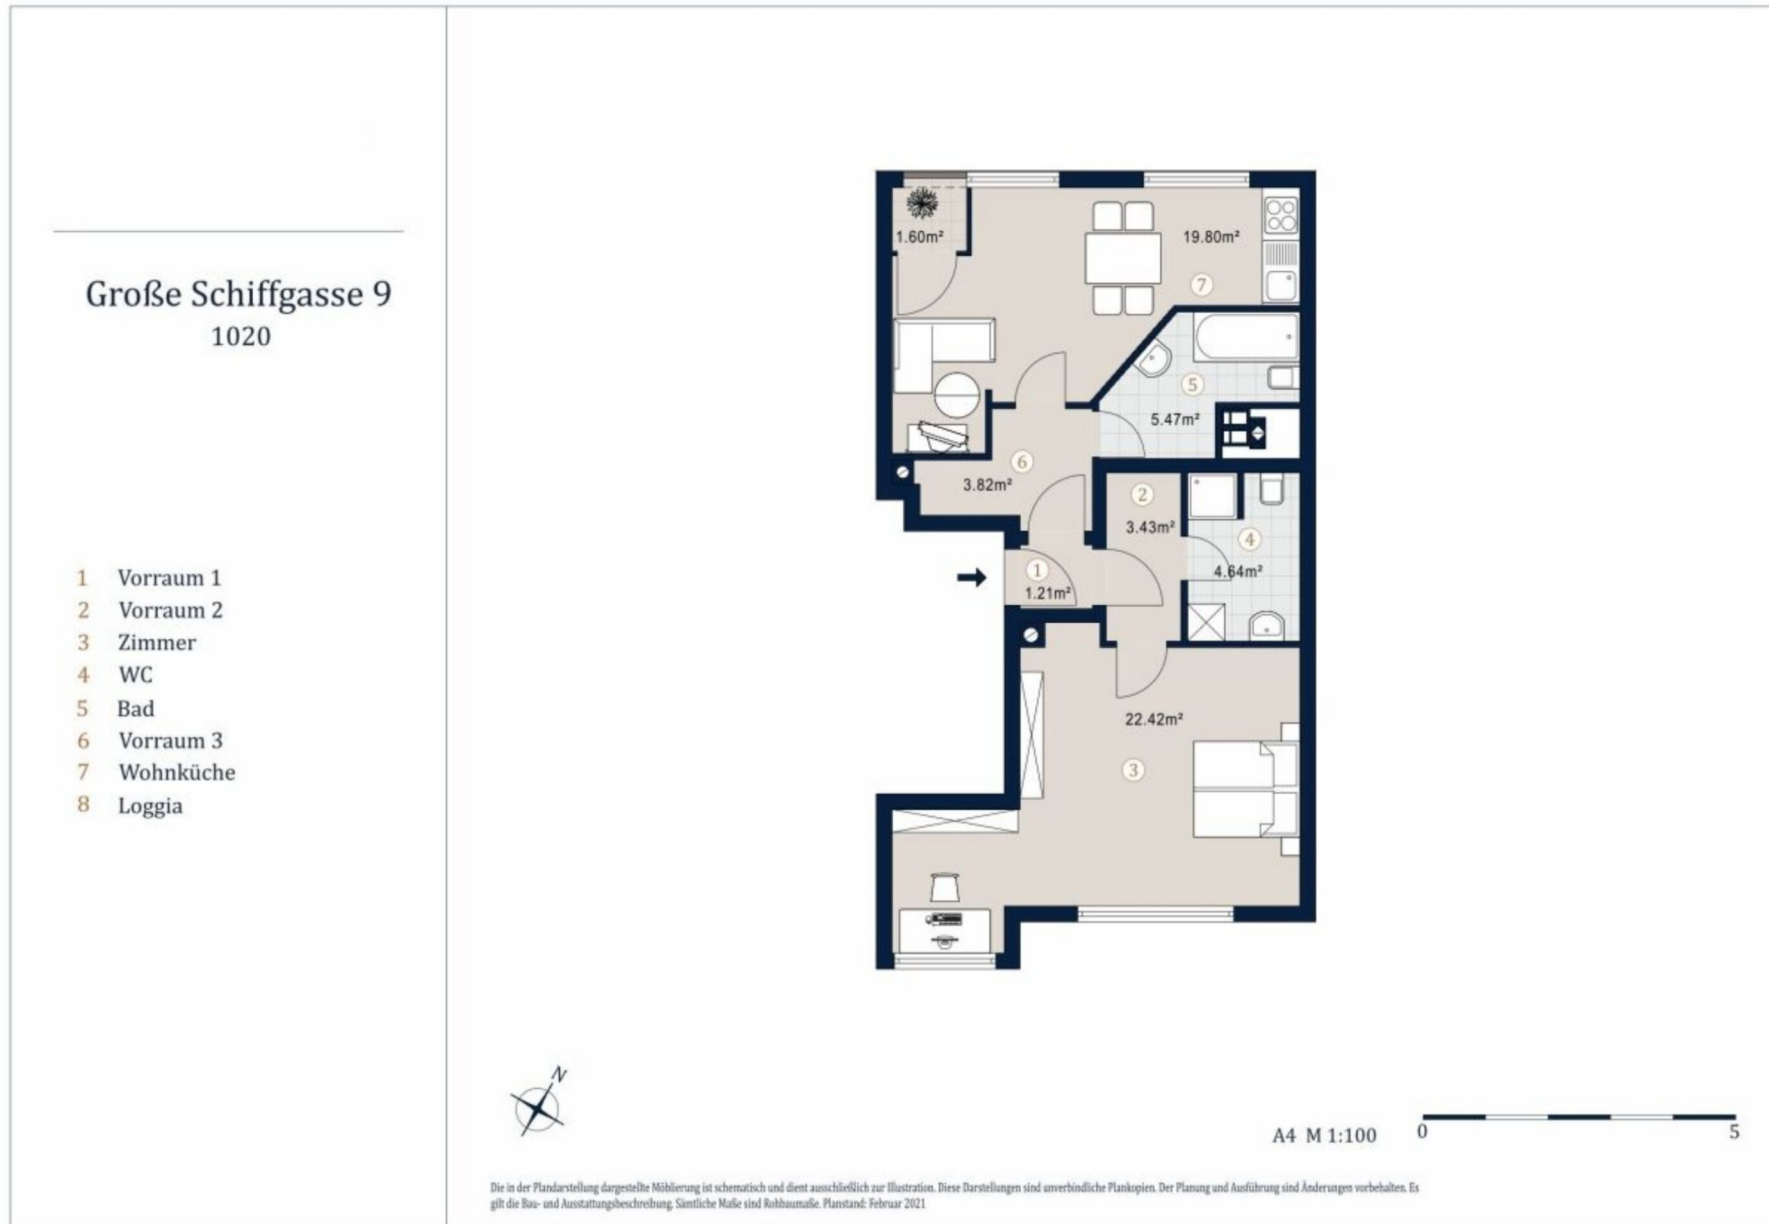 Große Schiffgasse 9
1020
1 Vorraum 1
2 Vorraum 2
3 Zimmer
4 WC
5 Bad
6 Vorraum 3
7 Wohnküche
8 Loggia
1.60m²
19.80m²
7
5
5.47m²
6
3.82m²
2
3.43m²
4
4.64m²
1
1.21m²
22.42m²
3
N
A4 M 1:100
0 5
Die in der Plandarstellung dargestellte Möblierung ist schematisch und dient ausschließlich zur Illustration. Diese Darstellungen sind unverbindliche Plankopien. Der Planung und Ausführung sind Änderungen vorbehalten. Es
gilt die Bau- und Ausstattungsbeschreibung. Sämtliche Maße sind Rohbaumaße. Planstand: Februar 2021